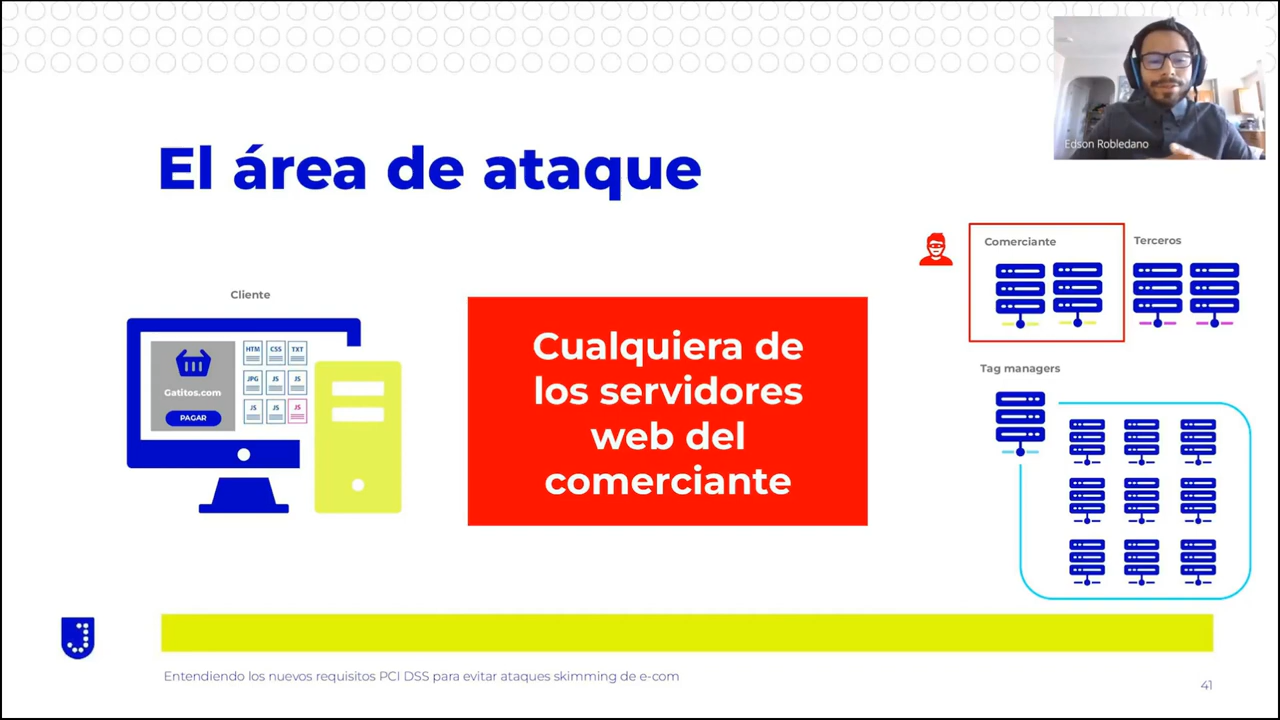 Edson Robledano
El área de ataque
Comerciante
Terceros
Cliente
HTM CSS TXT
JPG JS JS
JS JS JS
Gatitos.com
PAGAR
Cualquiera de
los servidores
web del
comerciante
Tag managers
Entendiendo los nuevos requisitos PCI DSS para evitar ataques skimming de e-com
41